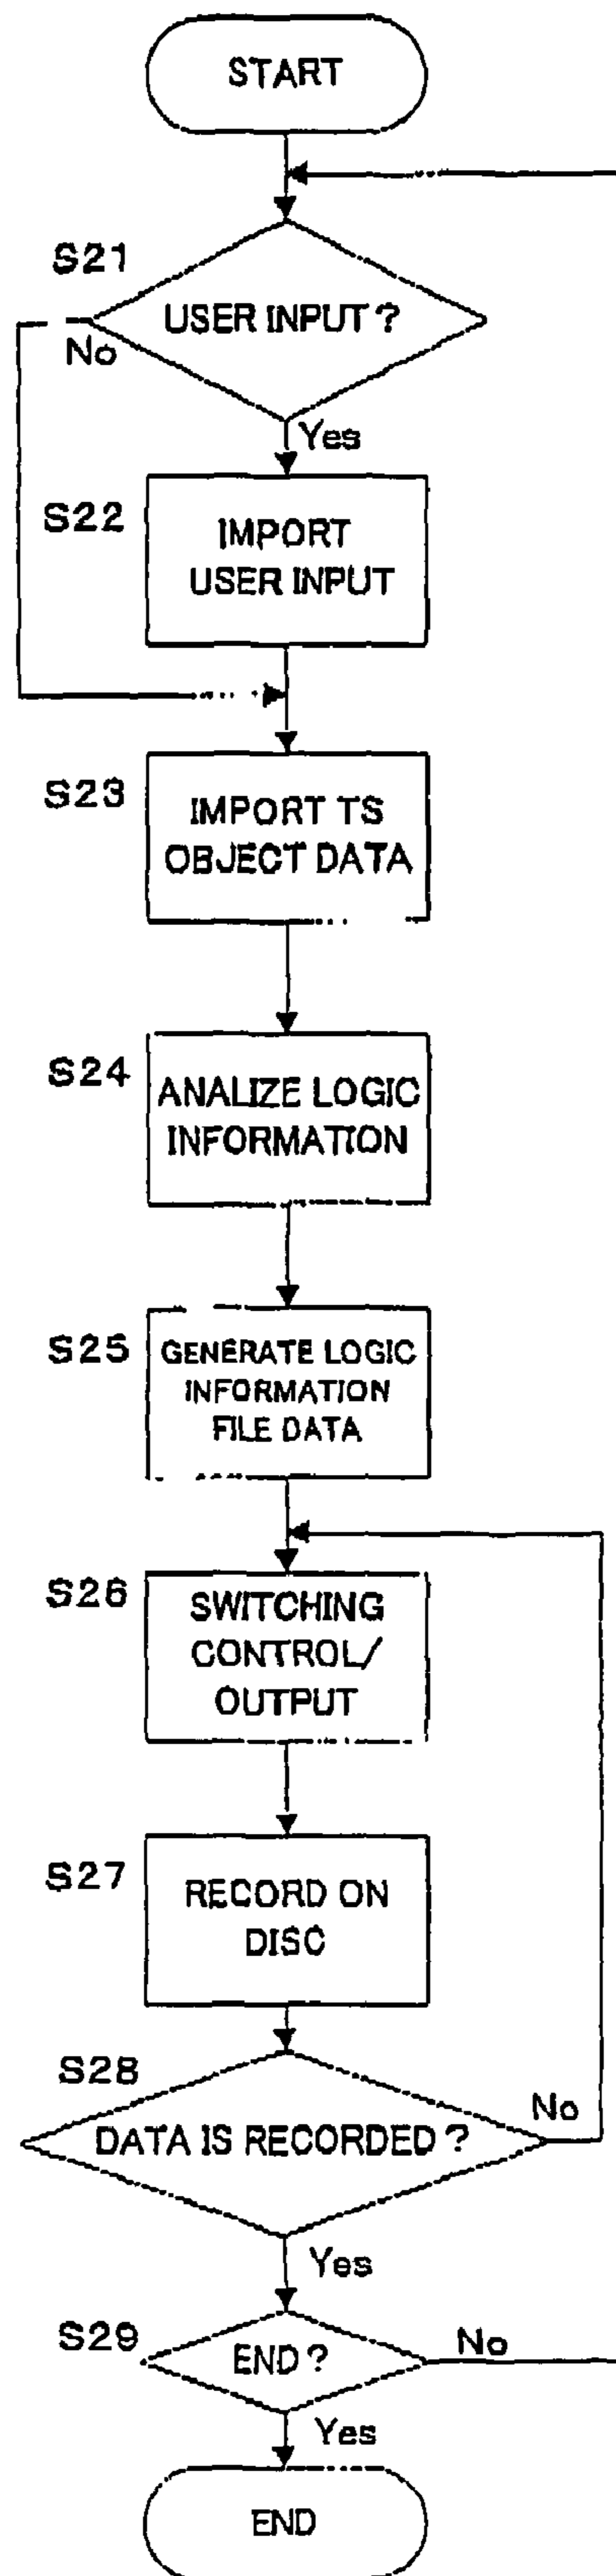 START
S21
USER INPUT ?
No
Yes
S22
IMPORT
USER INPUT
S23
IMPORT TS
OBJECT DATA
S24
ANALIZE LOGIC
INFORMATION
S25
GENERATE LOGIC
INFORMATION
FILE DATA
S26
SWITCHING
CONTROL/
OUTPUT
S27
RECORD ON
DISC
S28
DATA IS RECORDED ?
No
Yes
S29
END ?
No
Yes
END